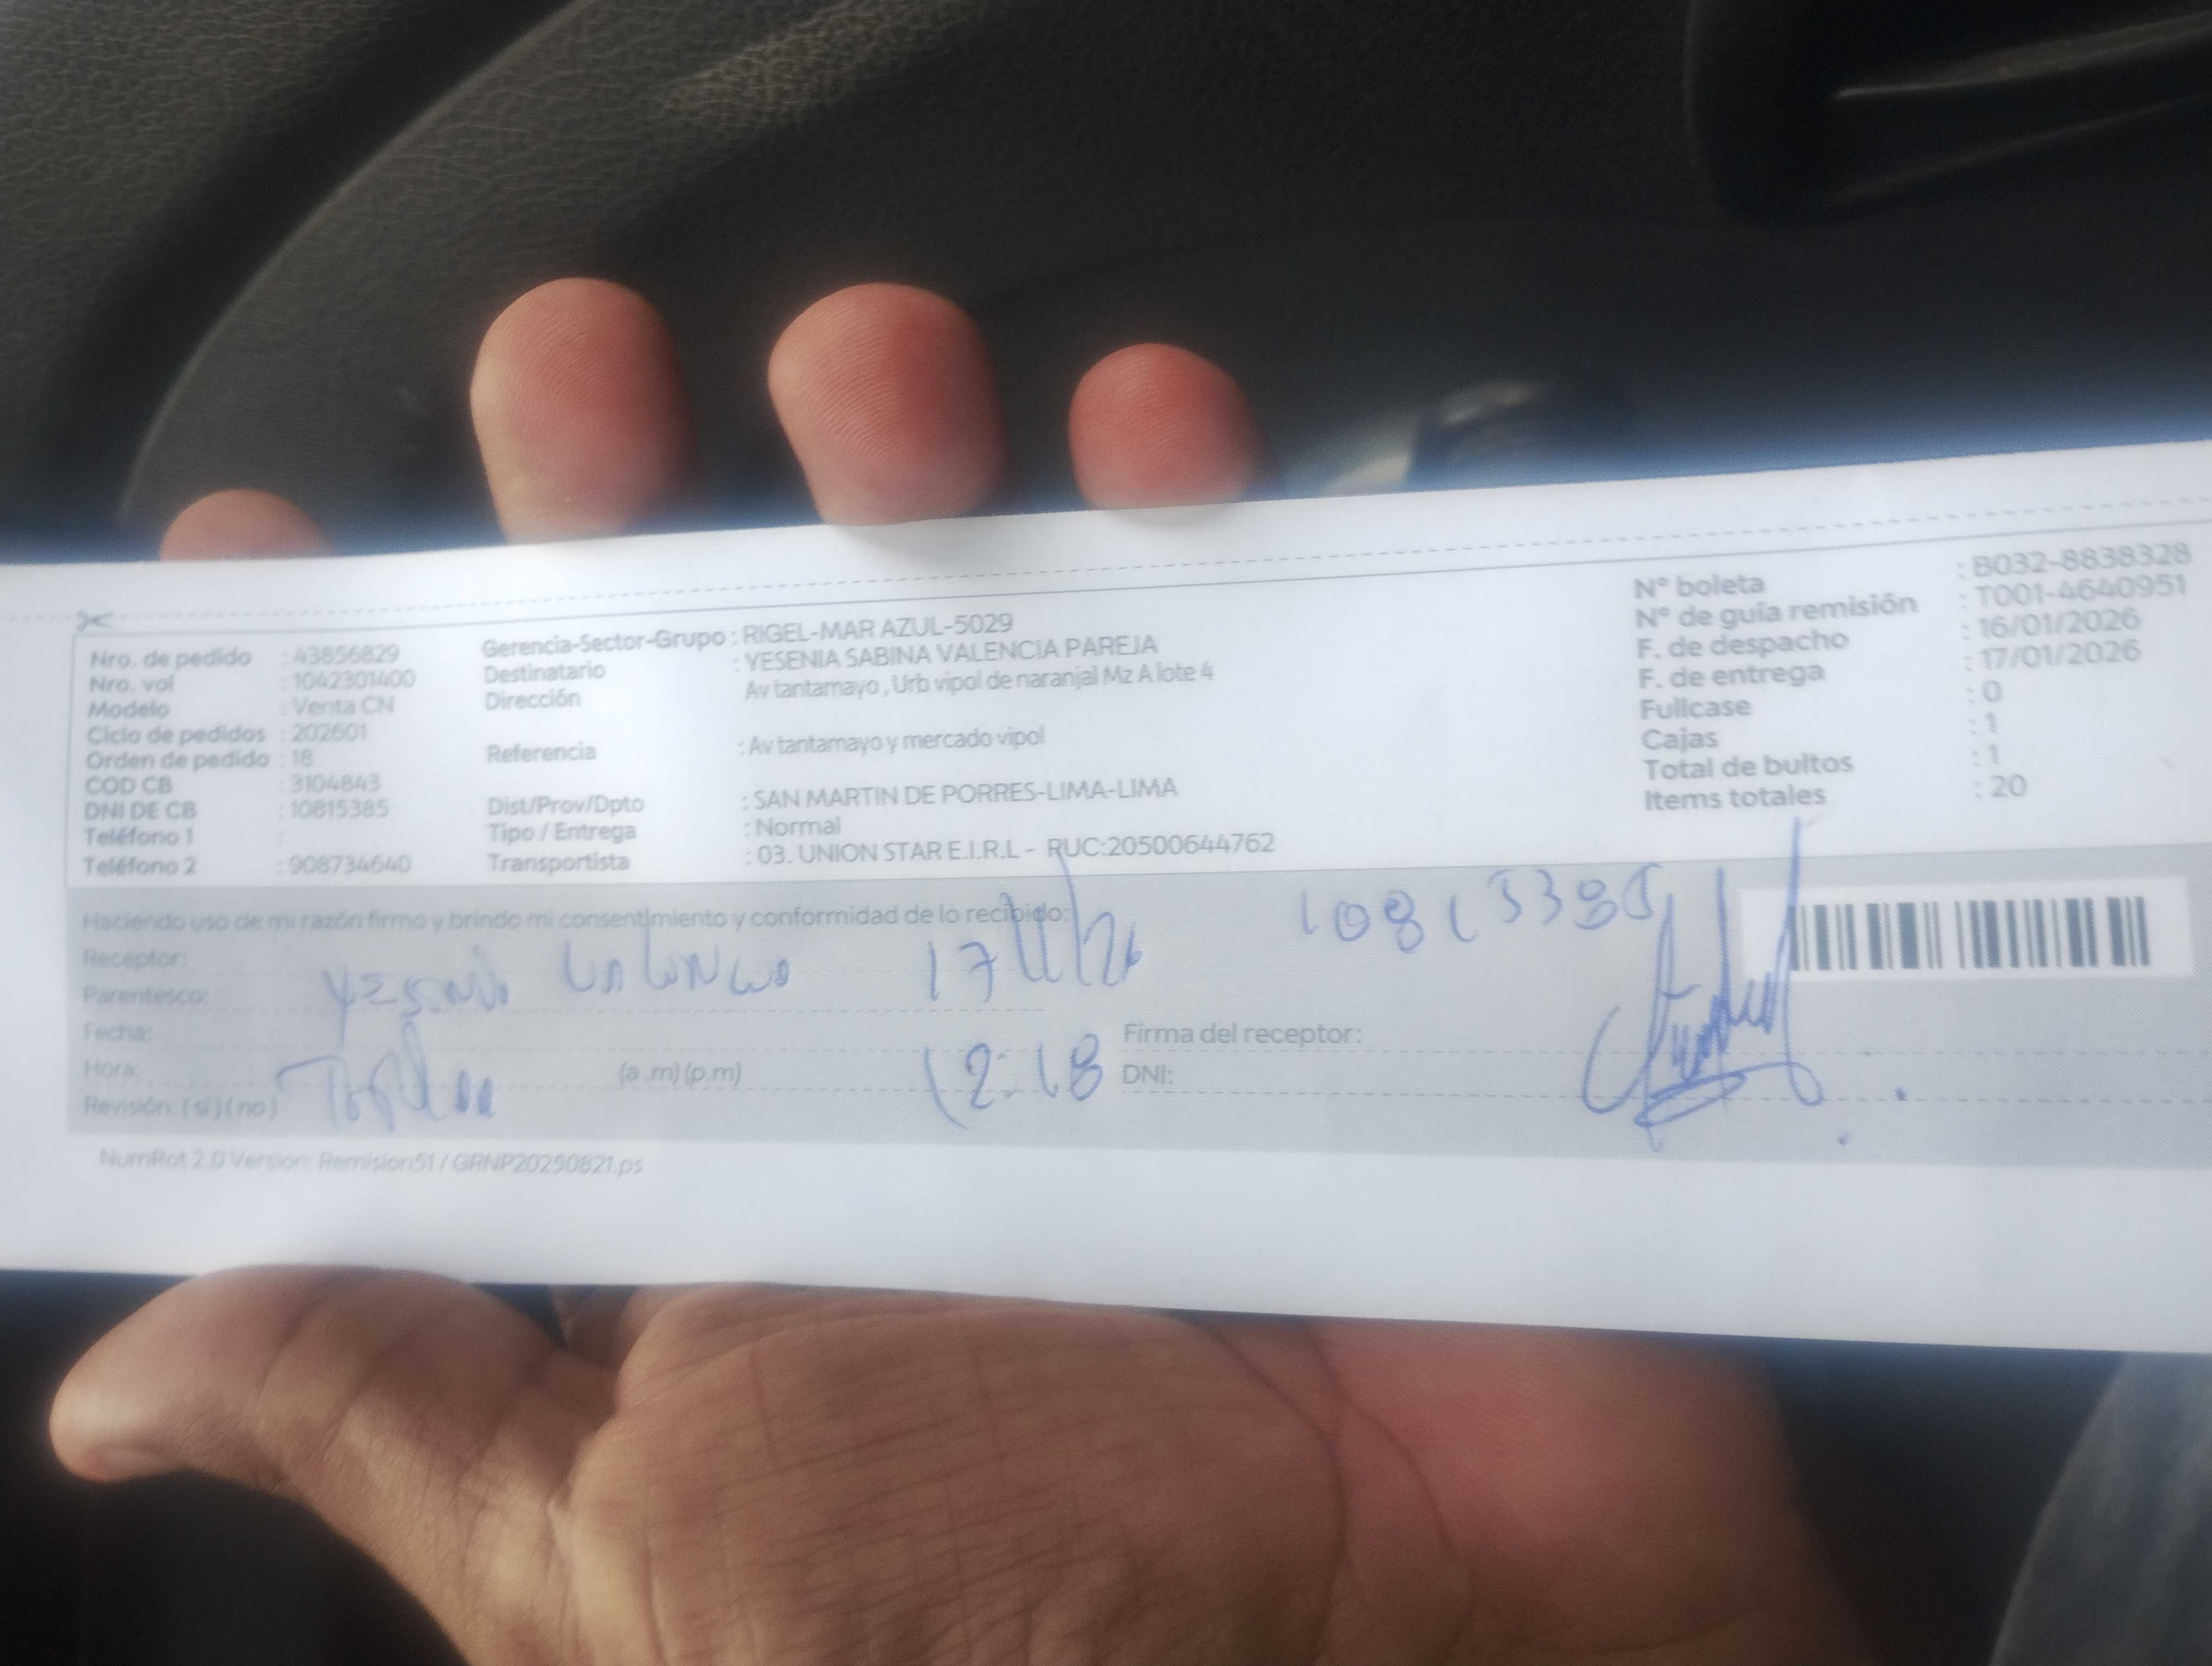 Nro. de pedido : 43856829
Nro. vol : 1042301400
Modelo : Venta CN
Ciclo de pedidos : 202601
Orden de pedido : 18
COD CB : 3104843
DNI DE CB : 10815385
Teléfono 1 :
Teléfono 2 : 908734640
Gerencia-Sector-Grupo : RIGEL-MAR AZUL-5029
Destinatario : YESENIA SABINA VALENCIA PAREJA
Dirección Av tantamayo , Urb vipol de naranjal Mz A lote 4
Referencia : Av tantamayo y mercado vipol
Dist/Prov/Dpto : SAN MARTIN DE PORRES-LIMA-LIMA
Tipo / Entrega : Normal
Transportista : 03. UNION STAR E.I.R.L - RUC:20500644762
N° boleta : B032-8838328
N° de guía remisión : T001-4640951
F. de despacho : 16/01/2026
F. de entrega : 17/01/2026
Fullcase : 0
Cajas : 1
Total de bultos : 1
Items totales : 20
Haciendo uso de mi razón firmo y brindo mi consentimiento y conformidad de lo recibido:
10815385
Receptor:
17/1/26
Parentesco:
Fecha:
Hora: (a .m) (p.m) 12:18
Revisión: ( si ) ( no )
Firma del receptor:
DNI:
NumRot 2.0 Version: Remision51 / GRNP20250821.ps